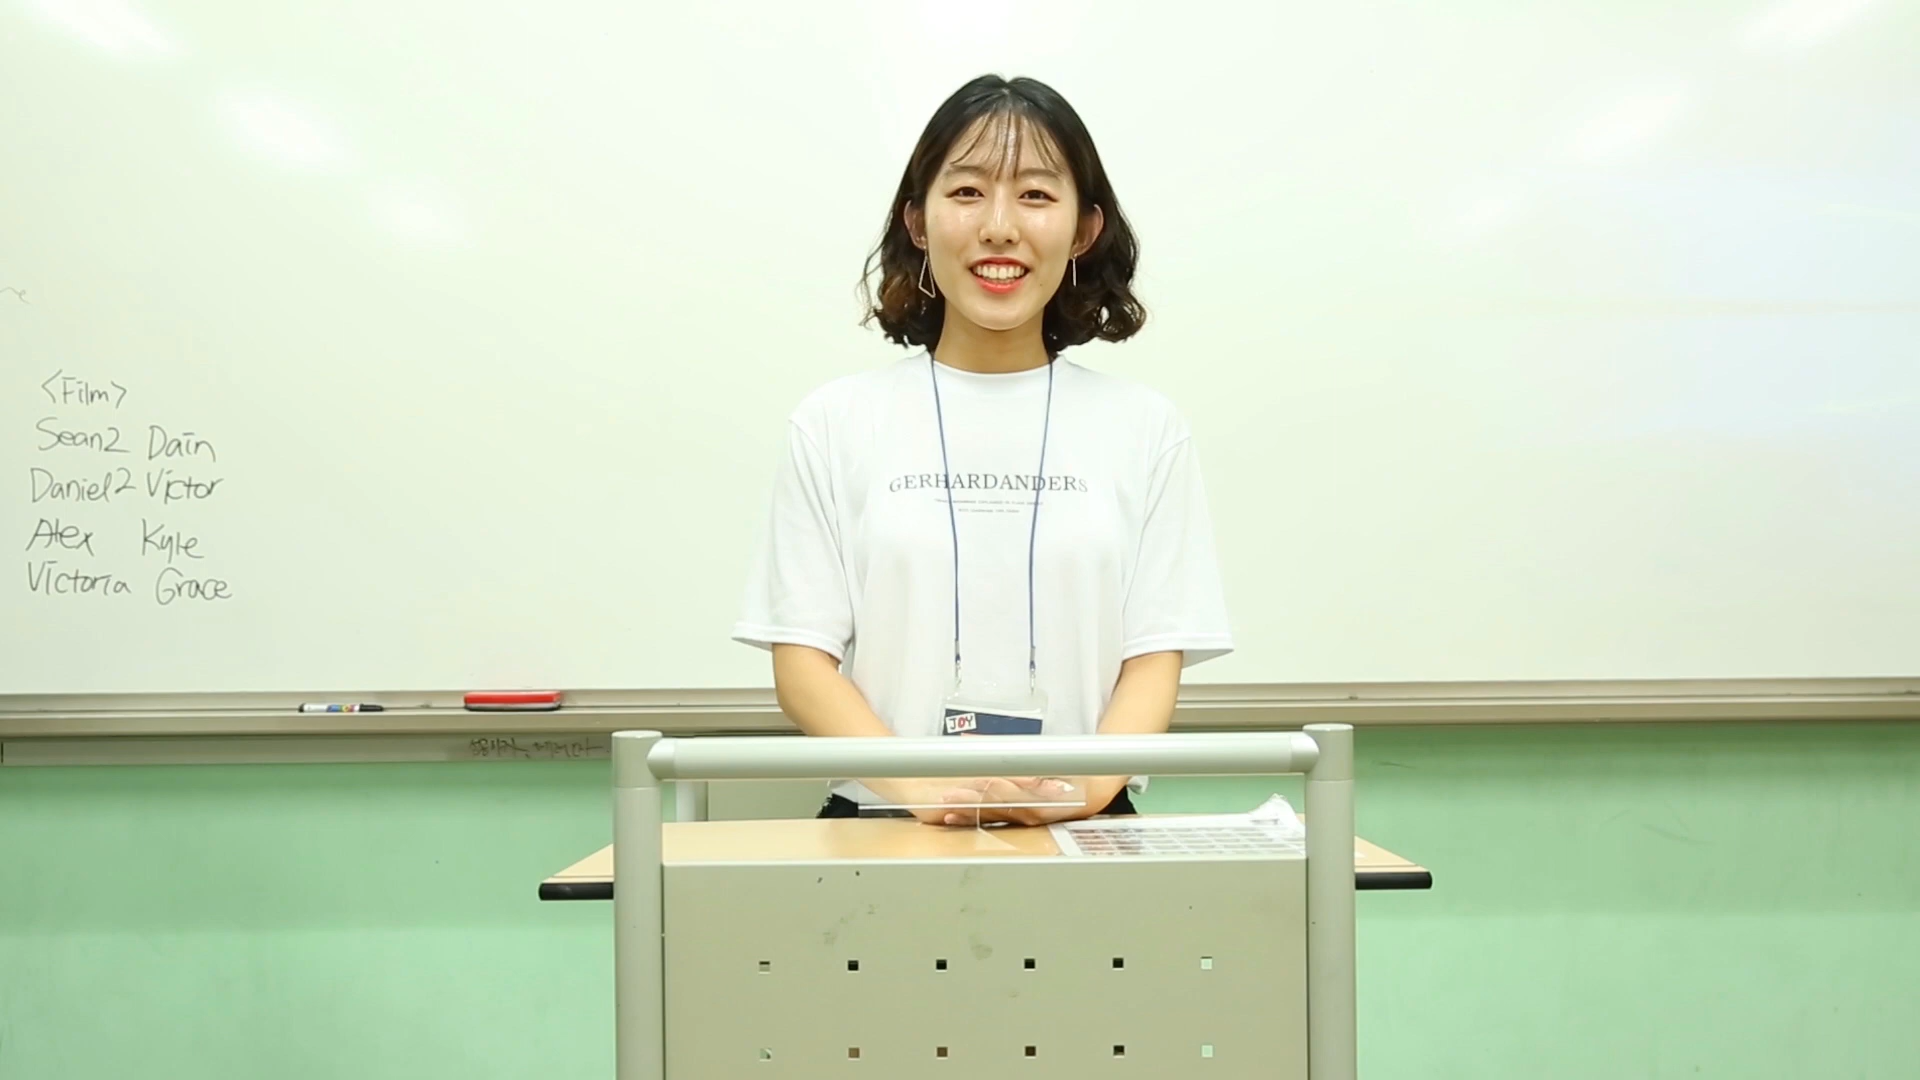 <Film>
Sean2 Dain
Daniel2 Victor
Alex Kyle
Victoria Grace
GERHARDANDERS
JOY